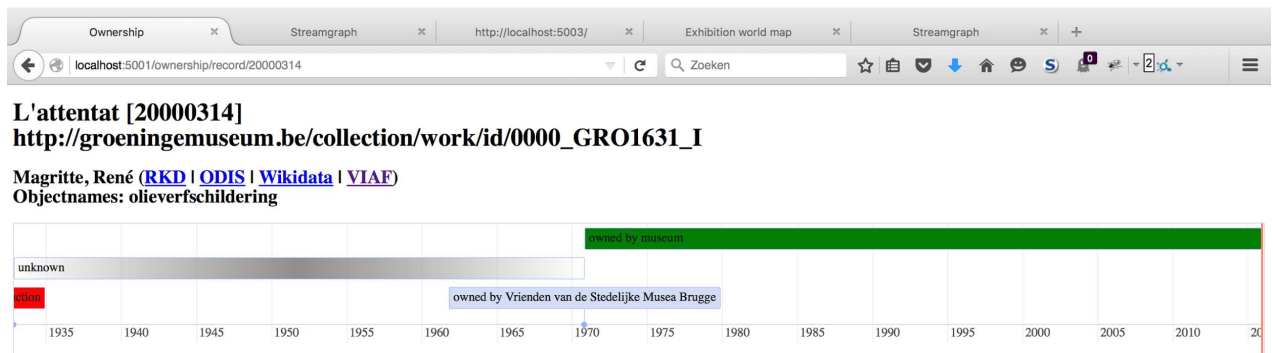 Ownership
Streamgraph
http://localhost:5003/
Exhibition world map
Streamgraph
localhost:5001/ownership/record/20000314
Zoeken
S
0
2
L'attentat [20000314]
http://groeningemuseum.be/collection/work/id/0000_GRO1631_I
Magritte, René (RKD | ODIS | Wikidata | VIAF)
Objectnames: olieverfschildering
owned by museum
unknown
ction
owned by Vrienden van de Stedelijke Musea Brugge
1935 1940 1945 1950 1955 1960 1965 1970 1975 1980 1985 1990 1995 2000 2005 2010 20